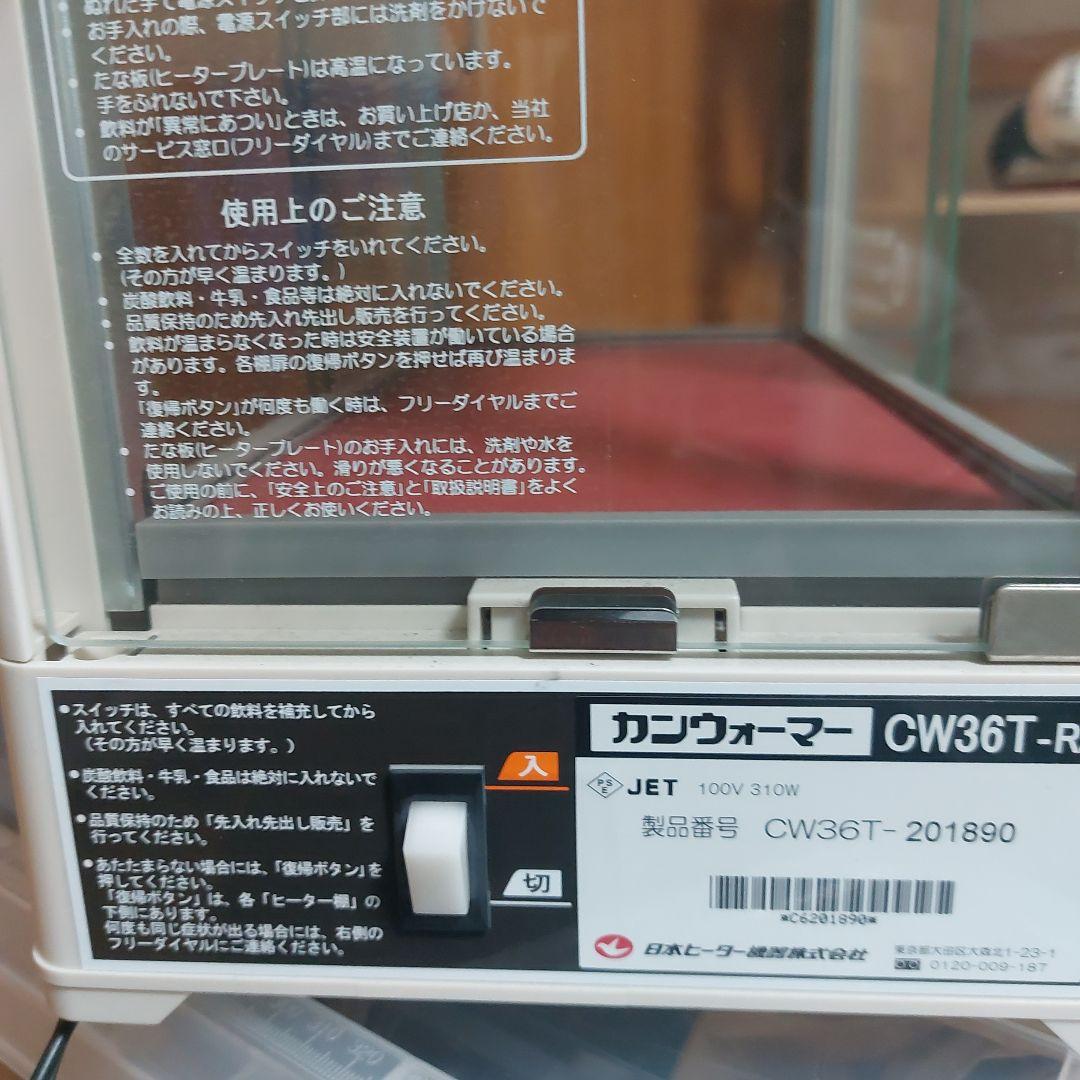 ぬれた手で電源スイッチ
お手入れの際、電源スイッチ部には洗剤をかけないで
ください。
・たな板(ヒータープレート)は高温になっています。
手をふれないで下さい。
・飲料が「異常にあつい」ときは、お買い上げ店か、当社
のサービス窓口(フリーダイヤル)までご連絡ください。
使用上のご注意
・全数を入れてからスイッチをいれてください。
(その方が早く温まります。)
・炭酸飲料・牛乳・食品等は絶対に入れないでください。
・品質保持のため先入れ先出し販売を行ってください。
・飲料が温まらなくなった時は安全装置が働いている場合
があります。各棚扉の復帰ボタンを押せば再び温まりま
す。
「復帰ボタン」が何度も働く時は、フリーダイヤルまでご
連絡ください。
・たな板(ヒータープレート)のお手入れには、洗剤や水を
使用しないでください。滑りが悪くなることがあります。
・ご使用の前に、「安全上のご注意」と「取扱説明書」をよく
お読みの上、正しくお使いください。
●スイッチは、すべての飲料を補充してから
入れてください。
(その方が早く温まります。)
●炭酸飲料・牛乳・食品は絶対に入れないで
ください。
●品質保持のため「先入れ先出し販売」を
行ってください。
●あたたまらない場合には、「復帰ボタン」を
押してください。
「復帰ボタン」は、各「ヒーター棚」の
下側にあります。
何度も同じ症状が出る場合には、右側の
フリーダイヤルにご連絡ください。
入
切
カンウォーマー CW36T-R
PSE JET 100V 310W
製品番号 CW36T-201890
*C6201890*
日本ヒーター機器株式会社
東京都大田区大森北1-23-1
0120-009-187